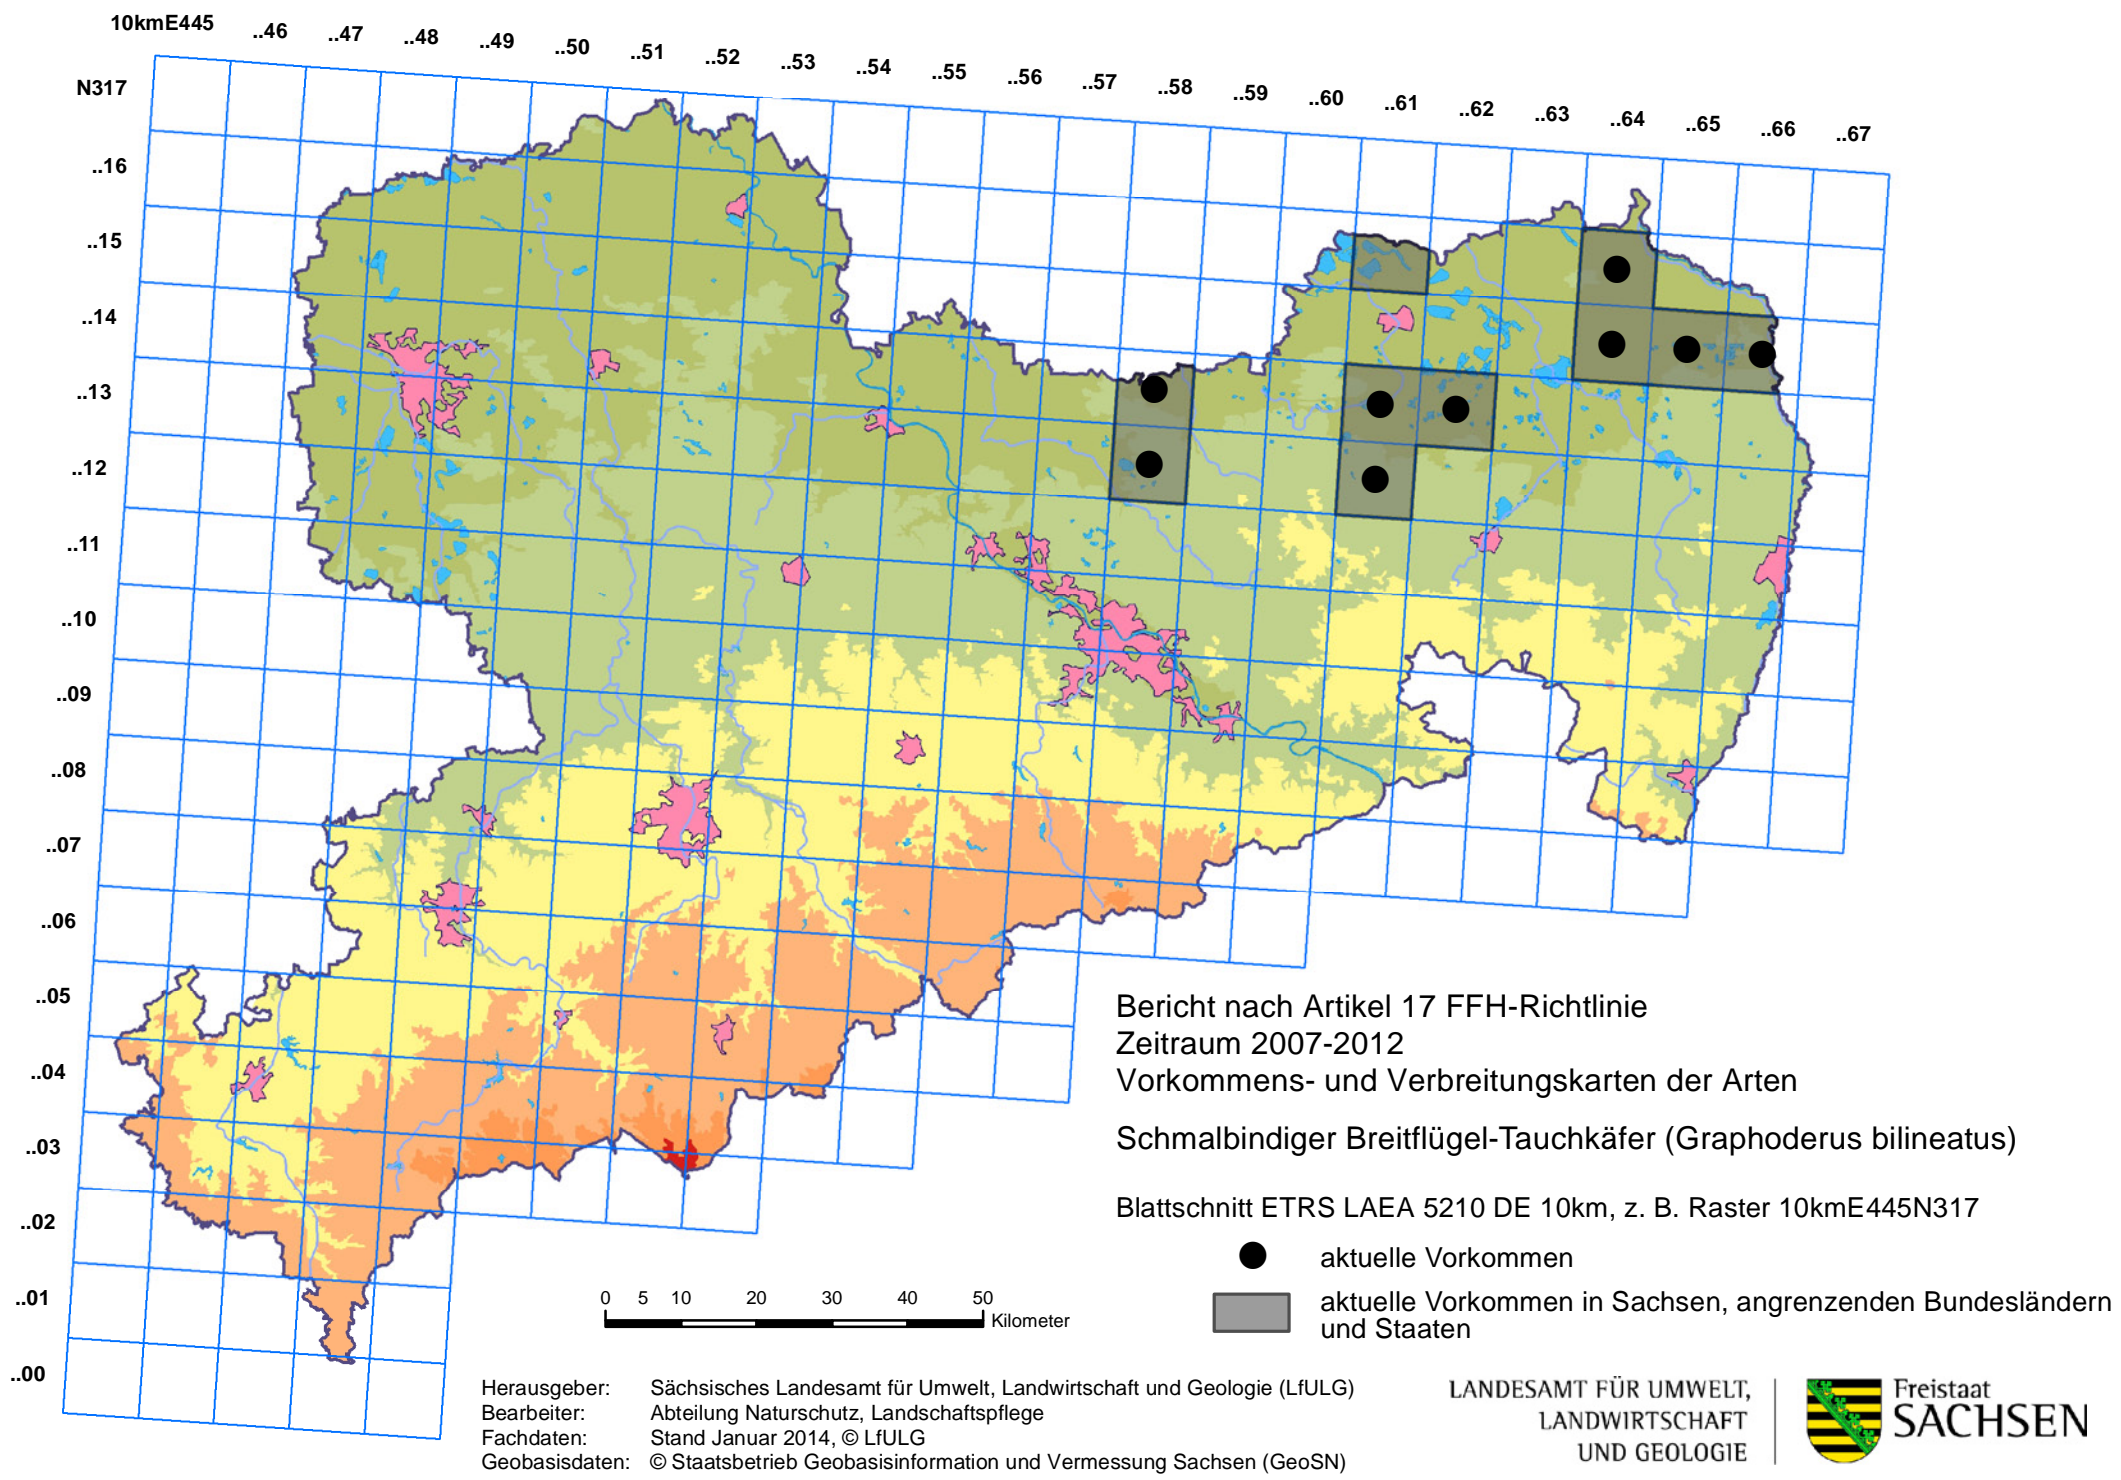 10kmE445
..46
..47
..48
..49
..50
..51
..52
..53
..54
..55
..56
..57
..58
..59
..60
..61
..62
..63
..64
..65
..66
..67
N317
..16
..15
..14
..13
..12
..11
..10
..09
..08
..07
..06
..05
..04
..03
..02
..01
..00
Bericht nach Artikel 17 FFH-Richtlinie
Zeitraum 2007-2012
Vorkommens- und Verbreitungskarten der Arten
Schmalbindiger Breitflügel-Tauchkäfer (Graphoderus bilineatus)
Blattschnitt ETRS LAEA 5210 DE 10km, z. B. Raster 10kmE445N317
aktuelle Vorkommen
aktuelle Vorkommen in Sachsen, angrenzenden Bundesländern
und Staaten
0 5 10 20 30 40 50
Kilometer
Herausgeber: Sächsisches Landesamt für Umwelt, Landwirtschaft und Geologie (LfULG)
Bearbeiter: Abteilung Naturschutz, Landschaftspflege
Fachdaten: Stand Januar 2014, © LfULG
Geobasisdaten: © Staatsbetrieb Geobasisinformation und Vermessung Sachsen (GeoSN)
LANDESAMT FÜR UMWELT,
LANDWIRTSCHAFT
UND GEOLOGIE
Freistaat
SACHSEN